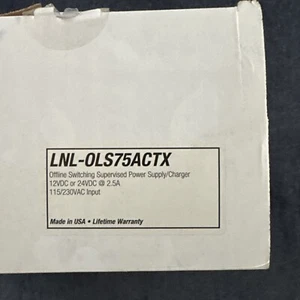 LNL-OLS75ACTX
Offline Switching Supervised Power Supply/Charger
12VDC or 24VDC @ 2.5A
115/230VAC Input
Made in USA • Lifetime Warranty